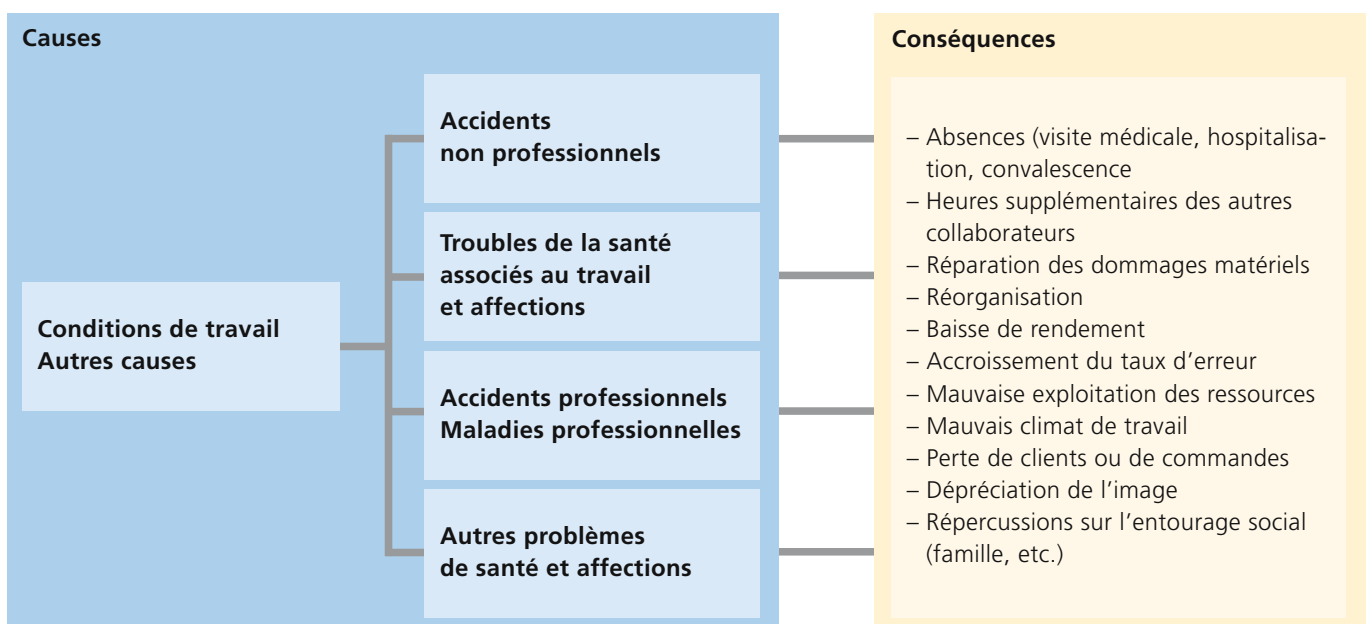 Causes
Conditions de travail
Autres causes
Accidents
non professionnels
Troubles de la santé
associés au travail
et affections
Accidents professionnels
Maladies professionnelles
Autres problèmes
de santé et affections
Conséquences
– Absences (visite médicale, hospitalisa-
tion, convalescence
– Heures supplémentaires des autres
collaborateurs
– Réparation des dommages matériels
– Réorganisation
– Baisse de rendement
– Accroissement du taux d’erreur
– Mauvaise exploitation des ressources
– Mauvais climat de travail
– Perte de clients ou de commandes
– Dépréciation de l’image
– Répercussions sur l’entourage social
(famille, etc.)